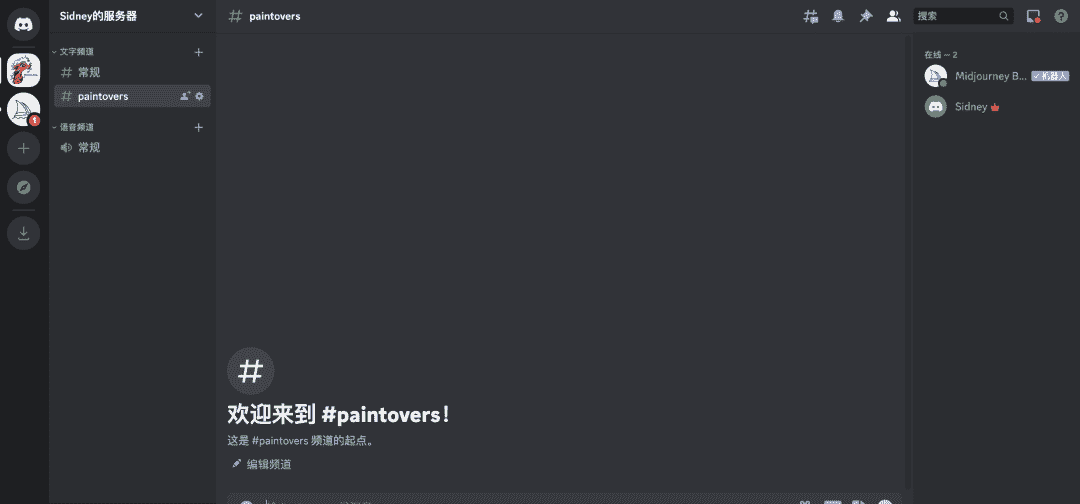 Sidney的服务器
# paintovers
搜索
文字频道
常规
paintovers
语音频道
常规
1
在线 — 2
Midjourney B... ✓机器人
Sidney
#
欢迎来到 #paintovers！
这是 #paintovers 频道的起点。
编辑频道